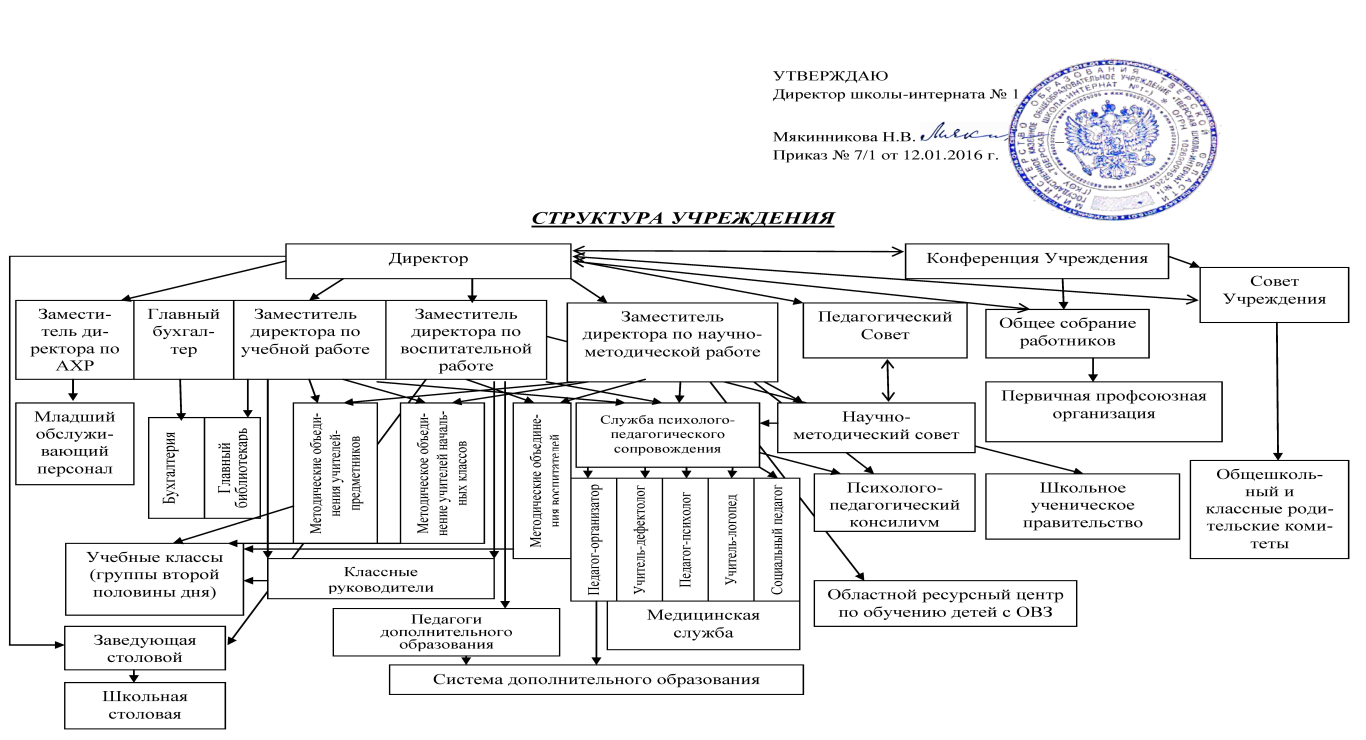 УТВЕРЖДАЮ
Директор школы-интерната № 1
Мякинникова Н.В.
Приказ № 7/1 от 12.01.2016 г.
СТРУКТУРА УЧРЕЖДЕНИЯ
Директор
Конференция Учреждения
Совет
Учреждения
Замести-
тель ди-
ректора по
АХР
Главный
бухгал-
тер
Заместитель
директора по
учебной работе
Заместитель
директора по
воспитательной
работе
Заместитель
директора по научно-
методической работе
Педагогический
Совет
Общее собрание
работников
Первичная профсоюзная
организация
Младший
обслужи-
вающий
персонал
Бухгалтерия
Главный
библиотекарь
Методические объеди-
нения учителей-
предметников
Методическое объеди-
нение учителей началь-
ных классов
Методические объедине-
ния воспитателей
Служба психолого-
педагогического
сопровождения
Научно-
методический совет
Педагог-организатор
Учитель-дефектолог
Педагог-психолог
Учитель-логопед
Социальный педагог
Психолого-
педагогический
консилиум
Школьное
ученическое
правительство
Общешколь-
ный и
классные роди-
тельские коми-
теты
Учебные классы
(группы второй
половины дня)
Классные
руководители
Областной ресурсный центр
по обучению детей с ОВЗ
Педагоги
дополнительного
образования
Медицинская
служба
Заведующая
столовой
Система дополнительного образования
Школьная
столовая